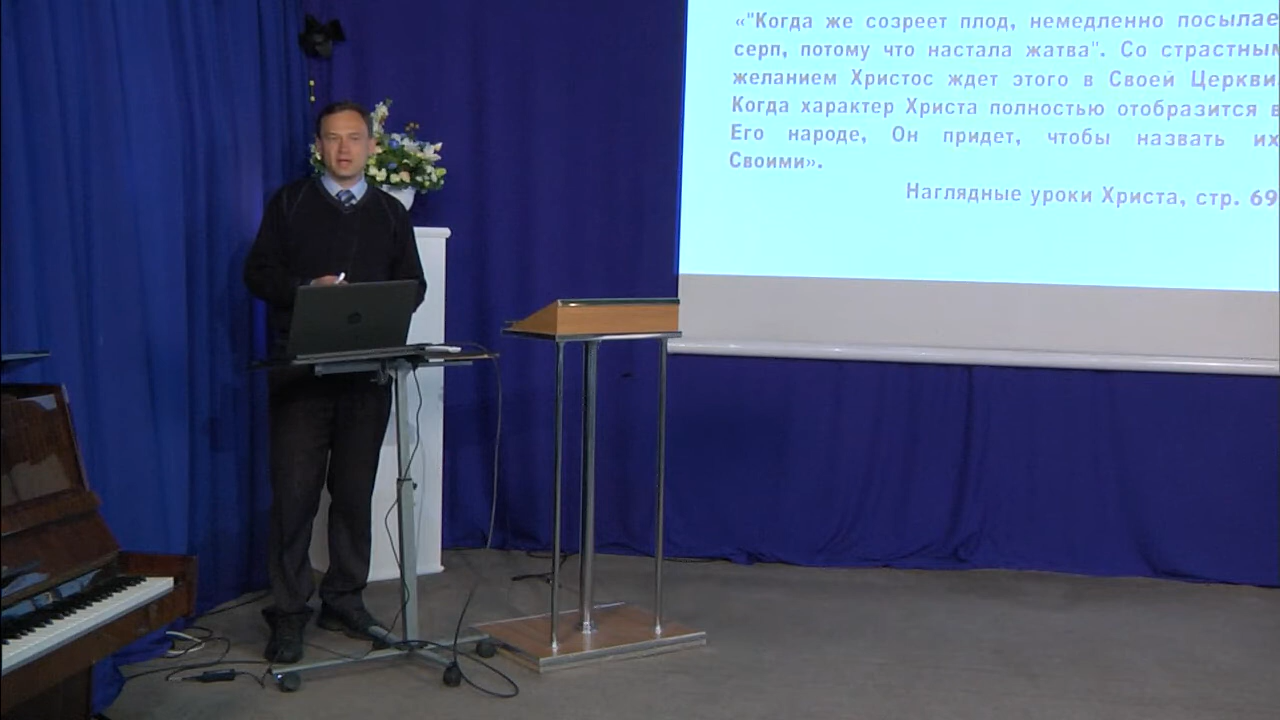 «"Когда же созреет плод, немедленно посылае
серп, потому что настала жатва". Со страстным
желанием Христос ждет этого в Своей Церкви
Когда характер Христа полностью отобразится в
Его народе, Он придет, чтобы назвать их
Своими».
Наглядные уроки Христа, стр. 69